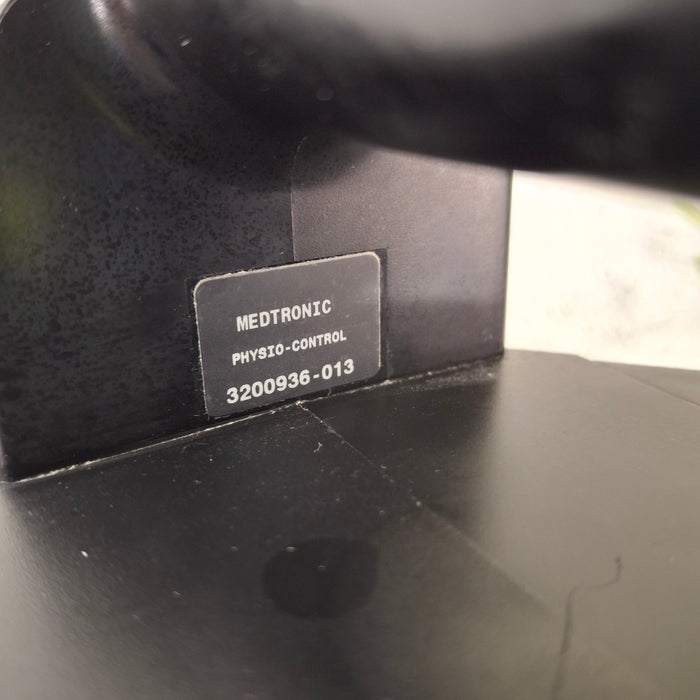 MEDTRONIC
PHYSIO-CONTROL
3200936-013